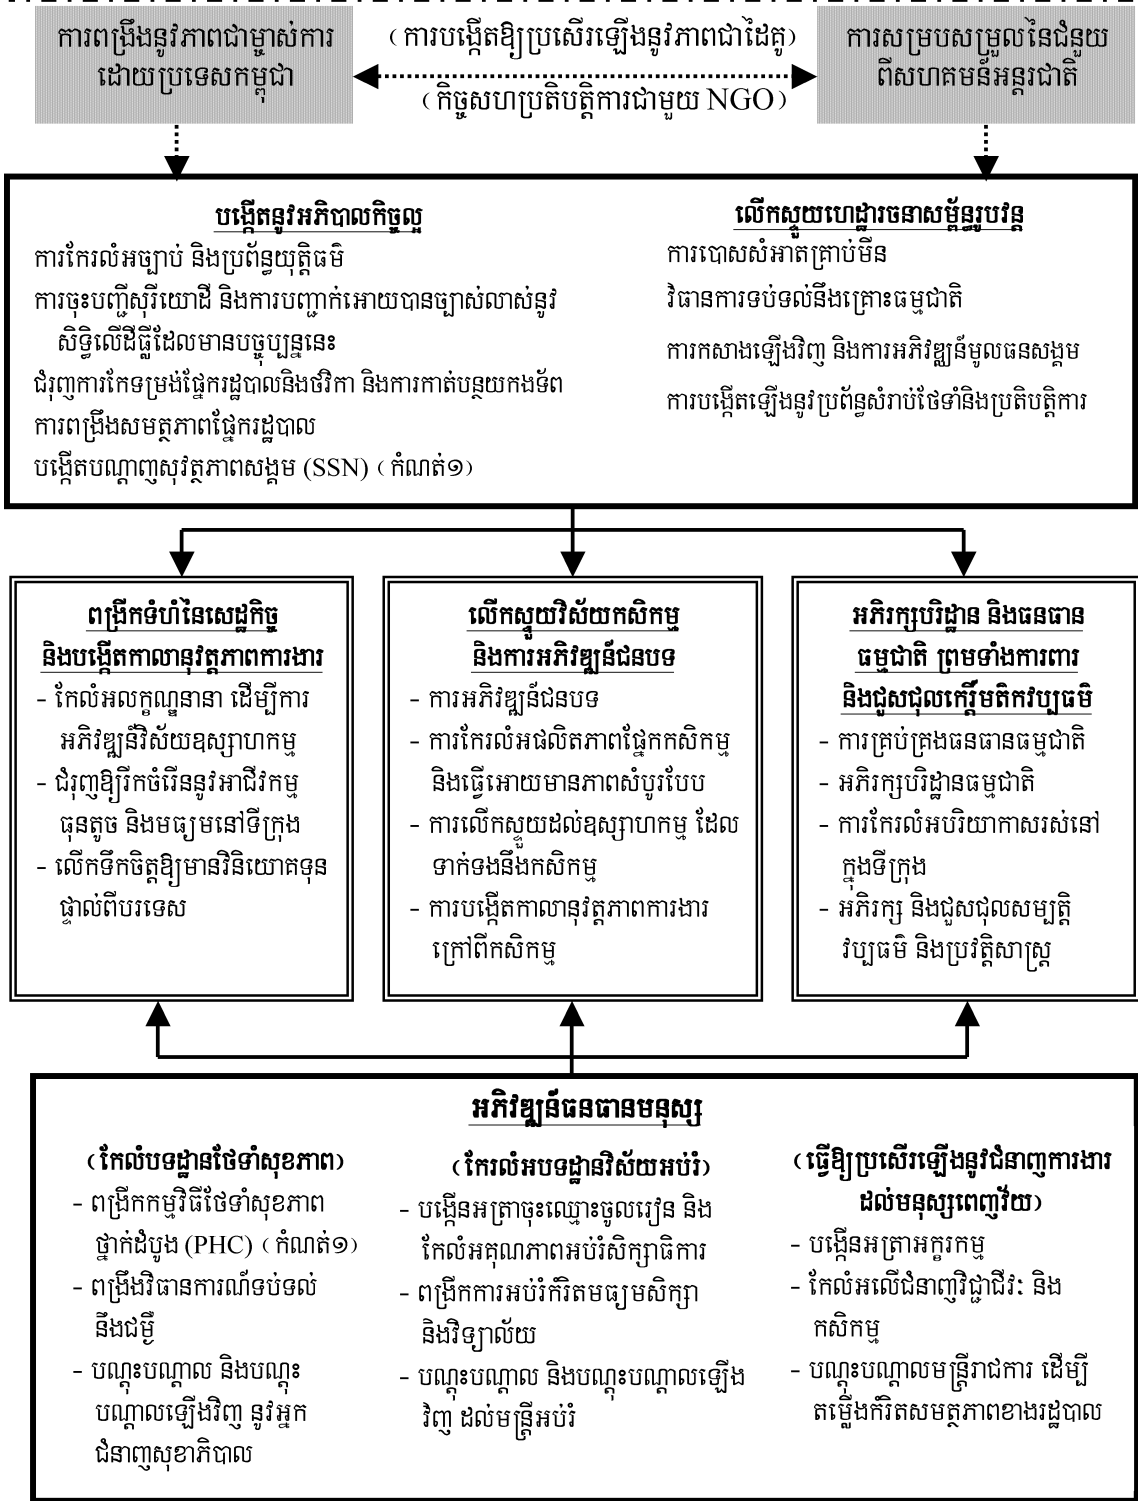 ការពង្រឹងនូវភាពជាម្ចាស់ការ
ដោយប្រទេសកម្ពុជា
( ការបង្កើតឱ្យប្រសើរឡើងនូវភាពជាដៃគូ)
( កិច្ចសហប្រតិបត្តិការជាមួយ NGO)
ការសម្របសម្រួលនៃជំនួយ
ពីសហគមន៍អន្តរជាតិ
បង្កើតនូវអភិបាលកិច្ចល្អ
ការកែរលំអច្បាប់ និងប្រព័ន្ធយុត្តិធម៌
ការចុះបញ្ជីសុរីយោដី និងការបញ្ជាក់អោយបានច្បាស់លាស់នូវ
សិទ្ធិលើដីធ្លីដែលមានបច្ចុប្បន្ននេះ
ជំរុញការកែទម្រង់ផ្នែករដ្ឋបាលនិងថវិកា និងការកាត់បន្ថយកងទ័ព
ការពង្រឹងសមត្ថភាពផ្នែករដ្ឋបាល
បង្កើតបណ្តាញសុវត្ថភាពសង្គម (SSN) ( កំណត់១)
លើកស្ទួយហេដ្ឋារចនាសម្ព័ន្ធរូបវន្ត
ការបោសសំអាតគ្រាប់មីន
វិធានការទប់ទល់នឹងគ្រោះធម្មជាតិ
ការកសាងឡើងវិញ និងការអភិវឌ្ឍន៍មូលធនសង្គម
ការបង្កើតឡើងនូវប្រព័ន្ធសំរាប់ថែទាំនិងប្រតិបត្តិការ
ពង្រីកទំហំនៃសេដ្ឋកិច្ច
និងបង្កើតកាលានុវត្តភាពការងារ
- កែលំអលក្ខណ្ឌនានា ដើម្បីការ
អភិវឌ្ឍន៍វិស័យឧស្សាហកម្ម
- ជំរុញឱ្យរីកចំរើននូវអាជីវកម្ម
ធុនតូច និងមធ្យមនៅទីក្រុង
- លើកទឹកចិត្តឱ្យមានវិនិយោគទុន
ផ្ទាល់ពីបរទេស
លើកស្ទួយវិស័យកសិកម្ម
និងការអភិវឌ្ឍន៍ជនបទ
- ការអភិវឌ្ឍន៍ជនបទ
- ការកែរលំអផលិតភាពផ្នែកកសិកម្ម
និងធ្វើអោយមានភាពសំបូរបែប
- ការលើកស្ទួយដល់ឧស្សាហកម្ម ដែល
ទាក់ទងនឹងកសិកម្ម
- ការបង្កើតកាលានុវត្តភាពការងារ
ក្រៅពីកសិកម្ម
អភិរក្សបរិដ្ឋាន និងធនធាន
ធម្មជាតិ ព្រមទាំងការពារ
និងជួសជុលកេរ្តិ៍មតិកវប្បធម៌
- ការគ្រប់គ្រងធនធានធម្មជាតិ
- អភិរក្សបរិដ្ឋានធម្មជាតិ
- ការកែរលំអបរិយាកាសរស់នៅ
ក្នុងទីក្រុង
- អភិរក្ស និងជួសជុលសម្បត្តិ
វប្បធម៌ និងប្រវត្តិសាស្ត្រ
អភិវឌ្ឍន៍ធនធានមនុស្ស
(កែលំបទដ្ឋានថែទាំសុខភាព)
- ពង្រីកកម្មវិធីថែទាំសុខភាព
ថ្នាក់ដំបូង (PHC) ( កំណត់១)
- ពង្រឹងវិធានការណ៍ទប់ទល់
នឹងជម្ងឺ
- បណ្តុះបណ្តាល និងបណ្តុះ
បណ្តាលឡើងវិញ នូវអ្នក
ជំនាញសុខាភិបាល
(កែរលំអបទដ្ឋានវិស័យអប់រំ)
- បង្កើនអត្រាចុះឈ្មោះចូលរៀន និង
កែលំអគុណភាពអប់រំសិក្សាធិការ
- ពង្រីកការអប់រំកំរិតមធ្យមសិក្សា
និងវិទ្យាល័យ
- បណ្តុះបណ្តាល និងបណ្តុះបណ្តាលឡើង
វិញ ដល់មន្ត្រីអប់រំ
(ធ្វើឱ្យប្រសើរឡើងនូវជំនាញការងារ
ដល់មនុស្សពេញវ័យ)
- បង្កើនអត្រាអក្ខរកម្ម
- កែលំអលើជំនាញវិជ្ជាជីវៈ និង
កសិកម្ម
- បណ្តុះបណ្តាលមន្ត្រីរាជការ ដើម្បី
តម្លើងកំរិតសមត្ថភាពខាងរដ្ឋបាល